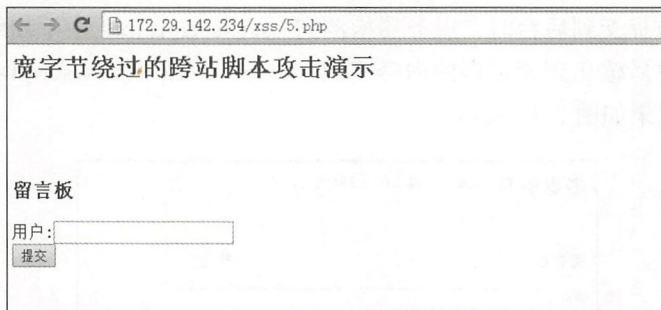 172.29.142.234/xss/5.php
宽字节绕过的跨站脚本攻击演示
留言板
用户:
提交